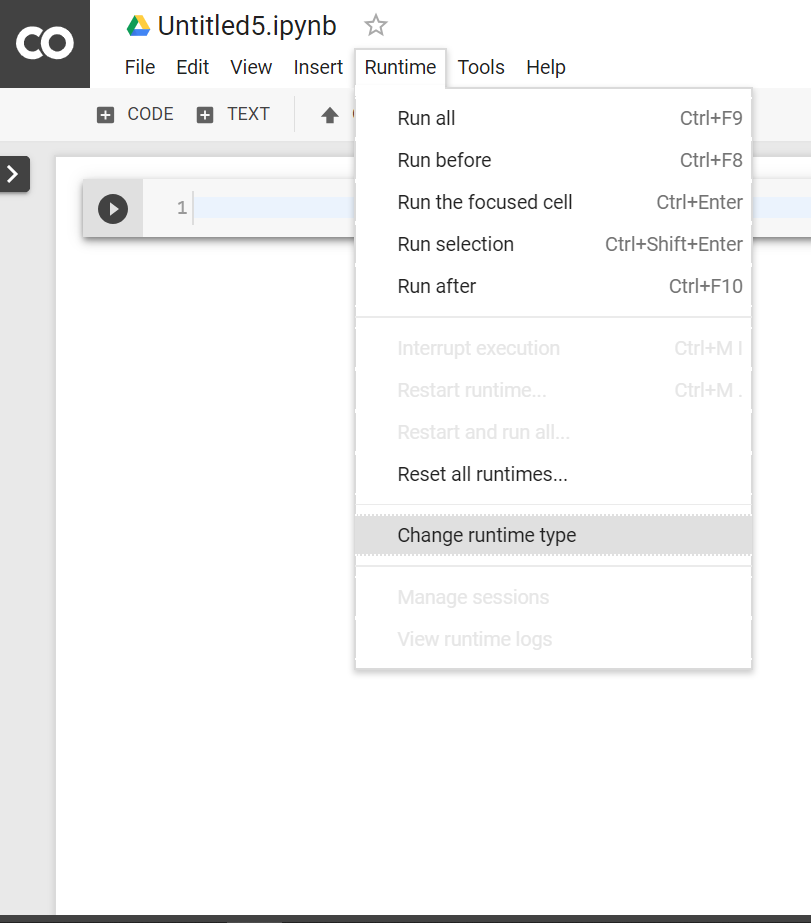 CO Untitled5.ipynb
File Edit View Insert Runtime Tools Help
CODE TEXT
Run all Ctrl+F9
Run before Ctrl+F8
1 Run the focused cell Ctrl+Enter
Run selection Ctrl+Shift+Enter
Run after Ctrl+F10
Interrupt execution Ctrl+M I
Restart runtime... Ctrl+M .
Restart and run all...
Reset all runtimes...
Change runtime type
Manage sessions
View runtime logs